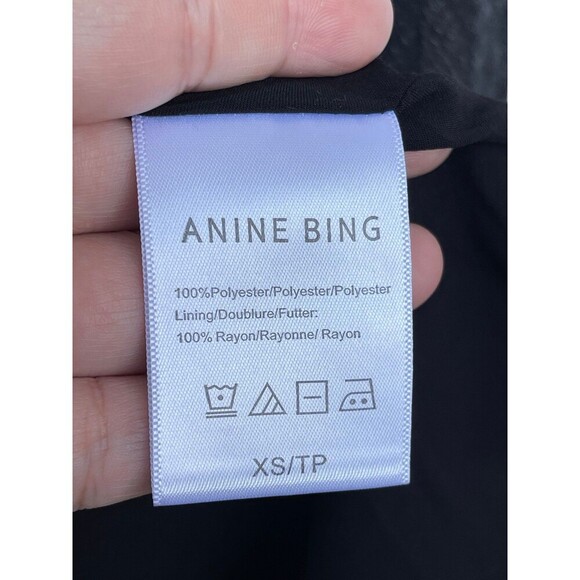 ANINE BING
100%Polyester/Polyester/Polyester
Lining/Doublure/Futter:
100% Rayon/Rayonne/ Rayon
XS/TP